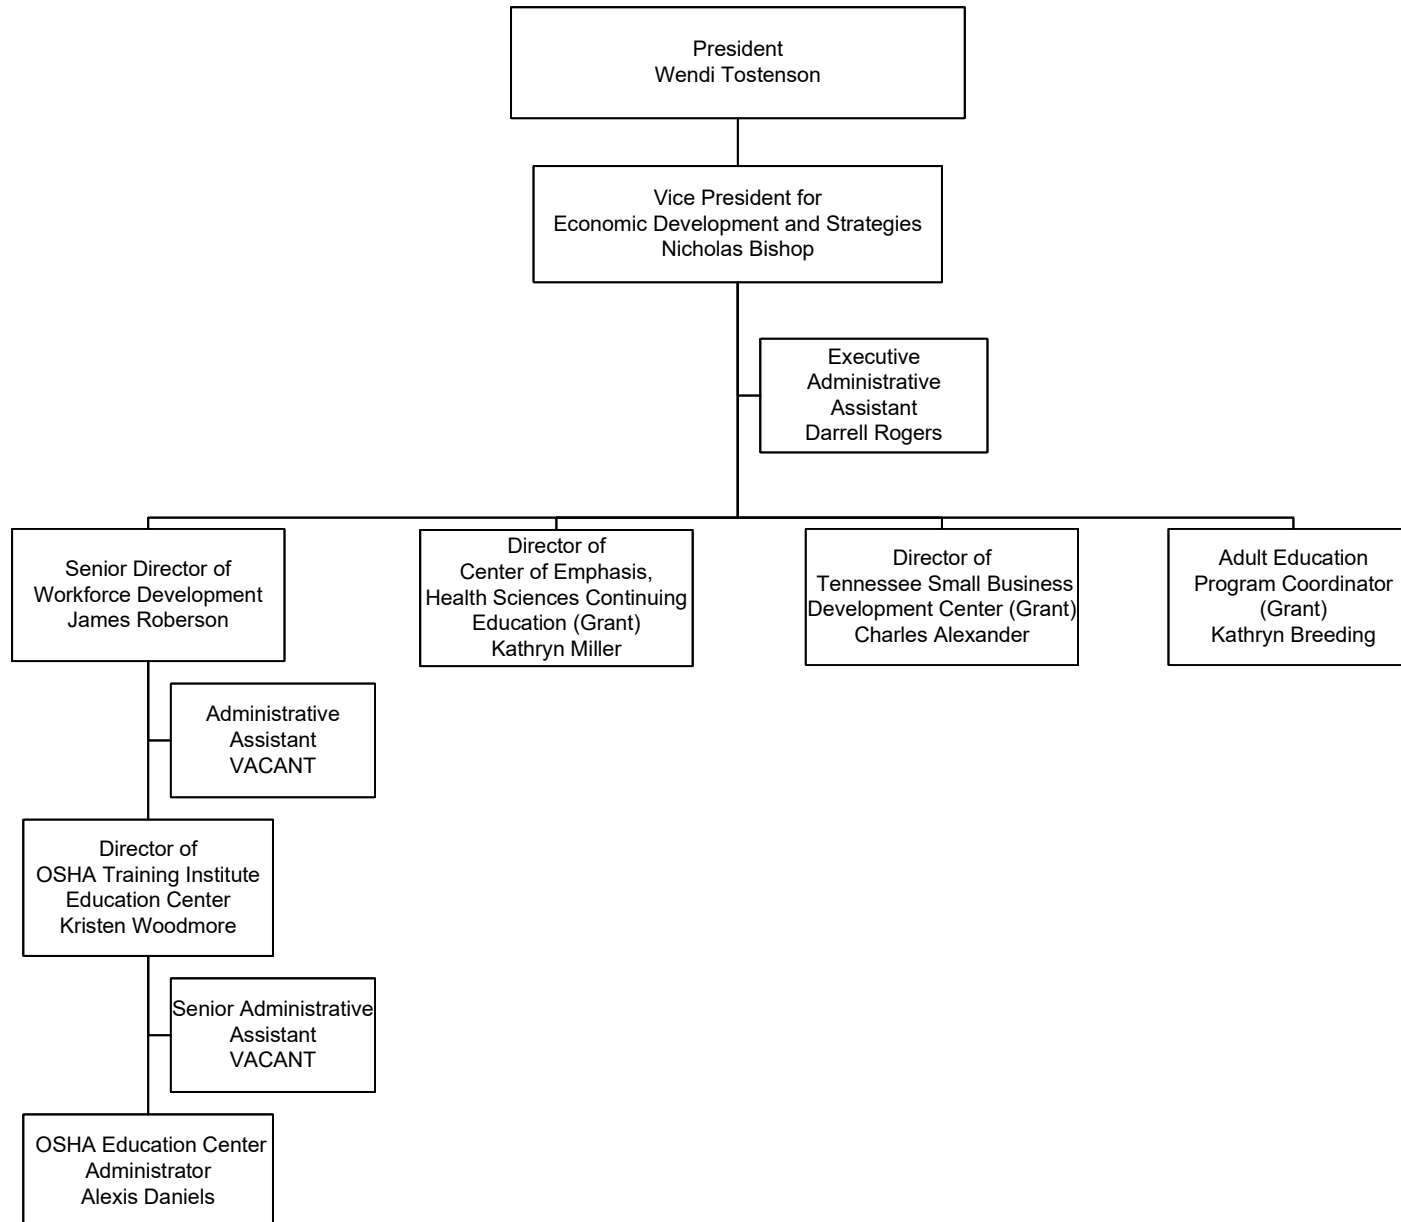 President
Wendi Tostenson
Vice President for
Economic Development and Strategies
Nicholas Bishop
Executive
Administrative
Assistant
Darrell Rogers
Senior Director of
Workforce Development
James Roberson
Director of
Center of Emphasis,
Health Sciences Continuing
Education (Grant)
Kathryn Miller
Director of
Tennessee Small Business
Development Center (Grant)
Charles Alexander
Adult Education
Program Coordinator
(Grant)
Kathryn Breeding
Administrative
Assistant
VACANT
Director of
OSHA Training Institute
Education Center
Kristen Woodmore
Senior Administrative
Assistant
VACANT
OSHA Education Center
Administrator
Alexis Daniels